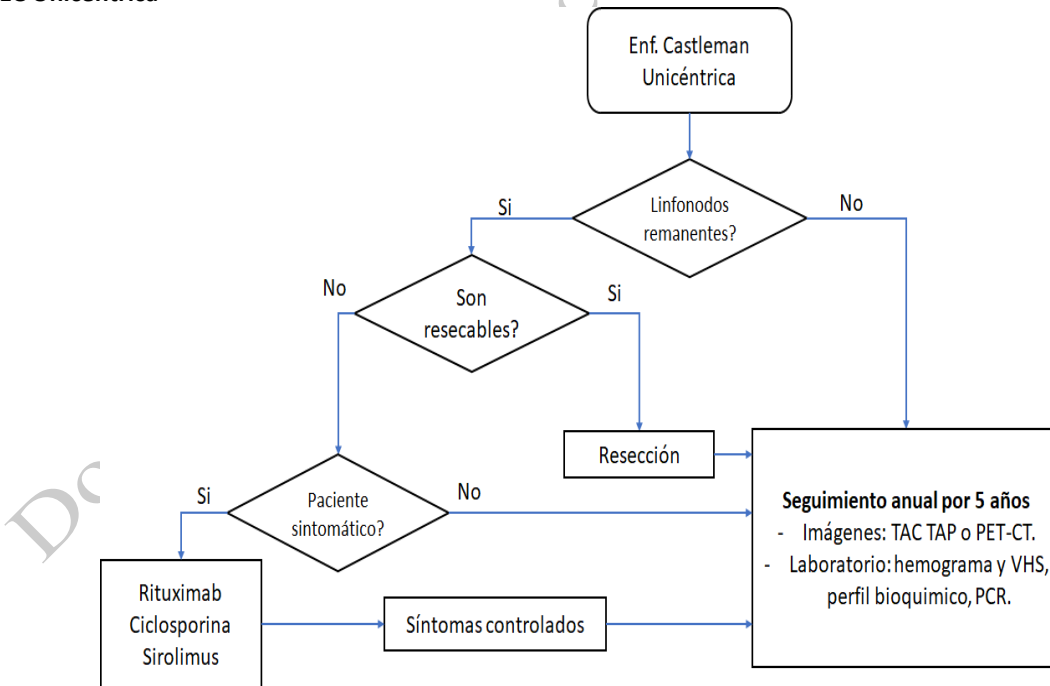 Enf. Castleman
Unicéntrica
Linfonodos
remanentes?
Si
No
Son
resecables?
No
Si
Resección
Paciente
sintomático?
Si
No
Seguimiento anual por 5 años
- Imágenes: TAC TAP o PET-CT.
- Laboratorio: hemograma y VHS,
perfil bioquimico, PCR.
Rituximab
Ciclosporina
Sirolimus
Síntomas controlados